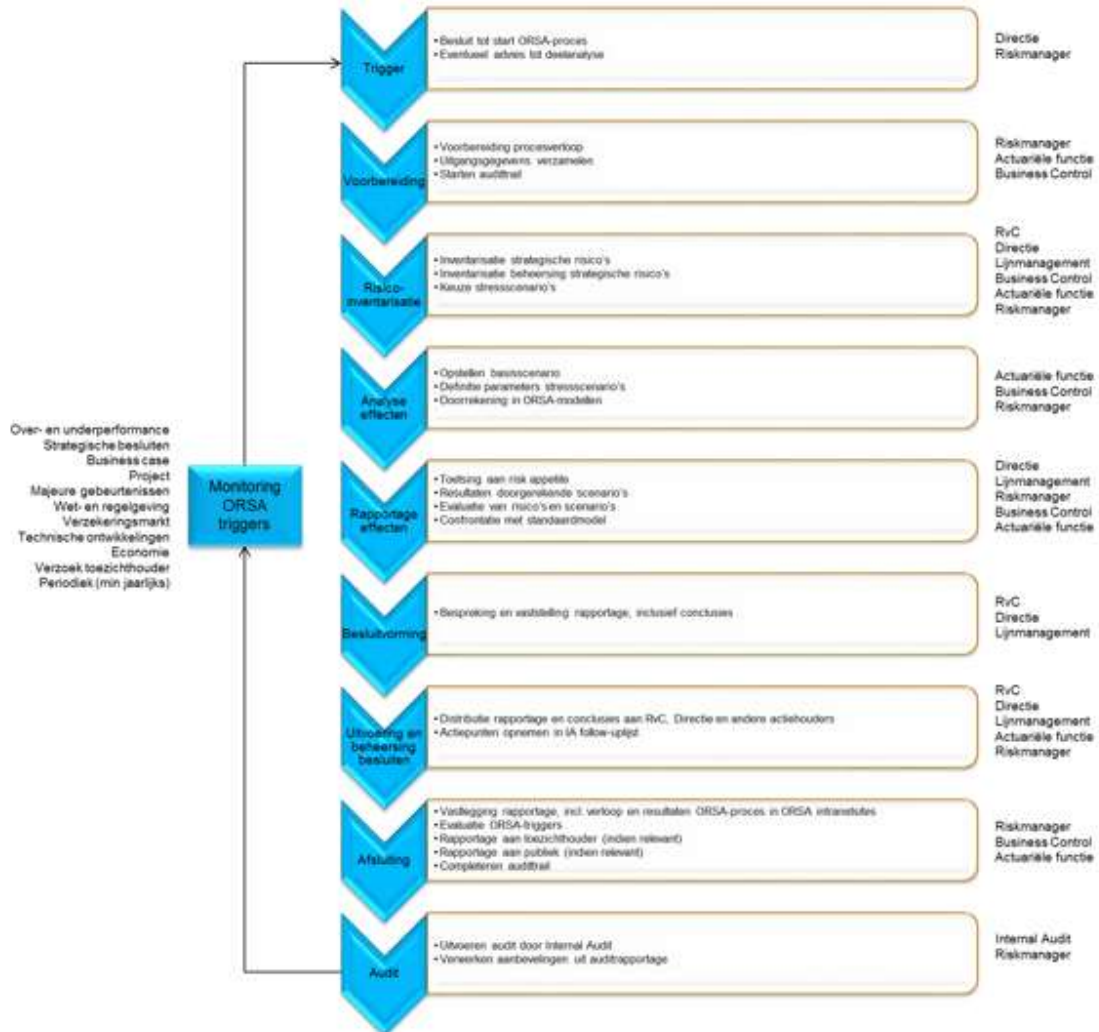 Trigger
• Besluit tot start ORSA-proces
• Eventueel advies tot deelanalyse
Directie
Riskmanager
Voorbereiding
• Voorbereiding procesverloop
• Uitgangsgegevens verzamelen
• Starten audittrail
Riskmanager
Actuariële functie
Business Control
Risico-
inventarisatie
• Inventarisatie strategische risico's
• Inventarisatie beheersing strategische risico's
• Keuze stressscenario's
RvC
Directie
Lijnmanagement
Business Control
Actuariële functie
Riskmanager
Analyse
effecten
• Opstellen basisscenario
• Definitie parameters stressscenario's
• Doorrekening in ORSA-modellen
Actuariële functie
Business Control
Riskmanager
Over- en underperformance
Strategische besluiten
Business case
Project
Majeure gebeurtenissen
Wet- en regelgeving
Verzekeringsmarkt
Technische ontwikkelingen
Economie
Verzoek toezichthouder
Periodiek (min jaarlijks)
Monitoring
ORSA
triggers
Rapportage
effecten
• Toetsing aan risk appetite
• Resultaten doorgerekende scenario's
• Evaluatie van risico's en scenario's
• Confrontatie met standaardmodel
Directie
Lijnmanagement
Riskmanager
Business Control
Actuariële functie
Besluitvorming
• Bespreking en vaststelling rapportage, inclusief conclusies
RvC
Directie
Lijnmanagement
Uitvoering en
beheersing
besluiten
• Distributie rapportage en conclusies aan RvC, Directie en andere actiehouders
• Actiepunten opnemen in IA follow-uplijst
RvC
Directie
Lijnmanagement
Actuariële functie
Riskmanager
Afsluiting
• Vastlegging rapportage, incl. verloop en resultaten ORSA-proces in ORSA intranetsites
• Evaluatie ORSA-triggers
• Rapportage aan toezichthouder (indien relevant)
• Rapportage aan publiek (indien relevant)
• Completeren audittrail
Riskmanager
Business Control
Actuariële functie
Audit
• Uitvoeren audit door Internal Audit
• Verwerken aanbevelingen uit auditrapportage
Internal Audit
Riskmanager